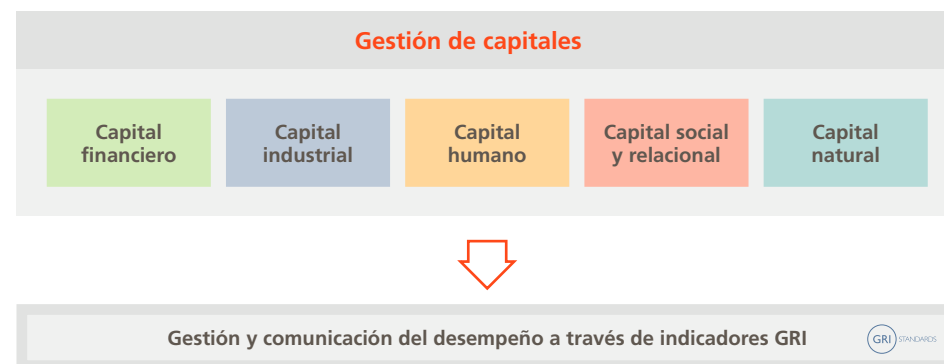 Gestión de capitales
Capital
financiero
Capital
industrial
Capital
humano
Capital social
y relacional
Capital
natural
Gestión y comunicación del desempeño a través de indicadores GRI
GRI STANDARDS